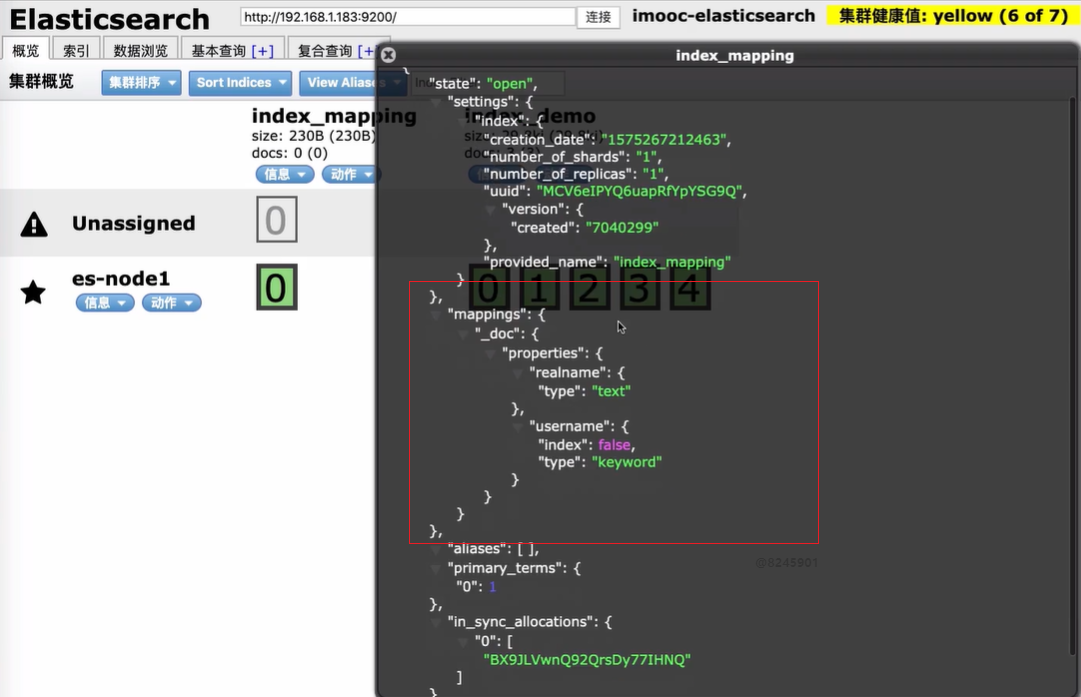 Elasticsearch
http://192.168.1.183:9200/
连接
imooc-elasticsearch
集群健康值: yellow (6 of 7)
概览
索引
数据浏览
基本查询 [+]
复合查询 [+
集群概览
集群排序
Sort Indices
View Aliases
index_mapping
size: 230B (230B)
docs: 0 (0)
信息
动作
index_demo
Unassigned
0
es-node1
信息
动作
0
0 1 2 3 4
index_mapping
{
"state": "open",
"settings": {
"index": {
"creation_date": "1575267212463",
"number_of_shards": "1",
"number_of_replicas": "1",
"uuid": "MCV6eIPYQ6uapRfYpYSG9Q",
"version": {
"created": "7040299"
},
"provided_name": "index_mapping"
}
},
"mappings": {
"_doc": {
"properties": {
"realname": {
"type": "text"
},
"username": {
"index": false,
"type": "keyword"
}
}
}
},
"aliases": [ ],
"primary_terms": {
"0": 1
},
"in_sync_allocations": {
"0": [
"BX9JLVwnQ92QrsDy77IHNQ"
]
}
@8245901